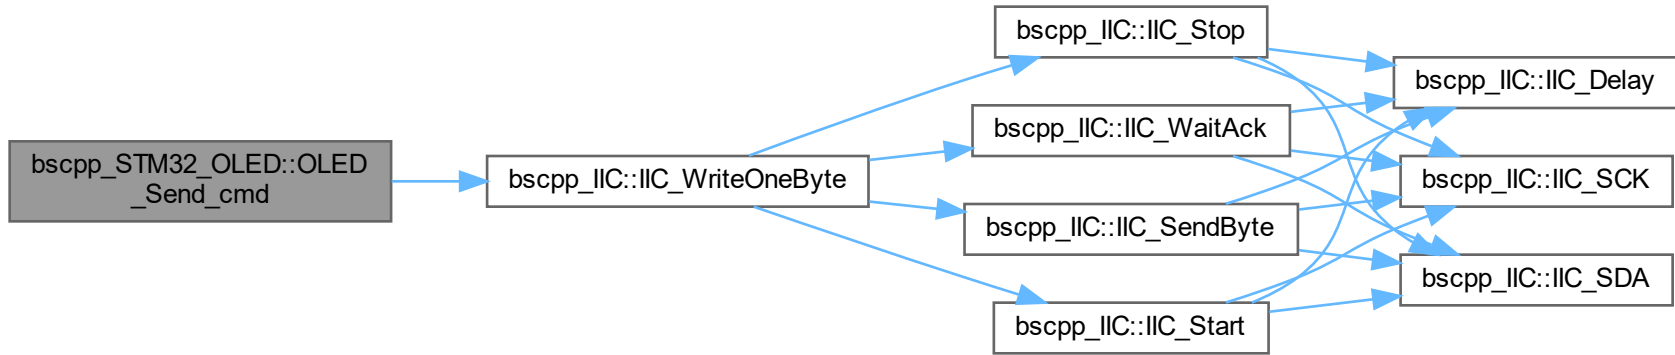 bscpp_STM32_OLED::OLED
_Send_cmd
bscpp_IIC::IIC_WriteOneByte
bscpp_IIC::IIC_Stop
bscpp_IIC::IIC_WaitAck
bscpp_IIC::IIC_SendByte
bscpp_IIC::IIC_Start
bscpp_IIC::IIC_Delay
bscpp_IIC::IIC_SCK
bscpp_IIC::IIC_SDA